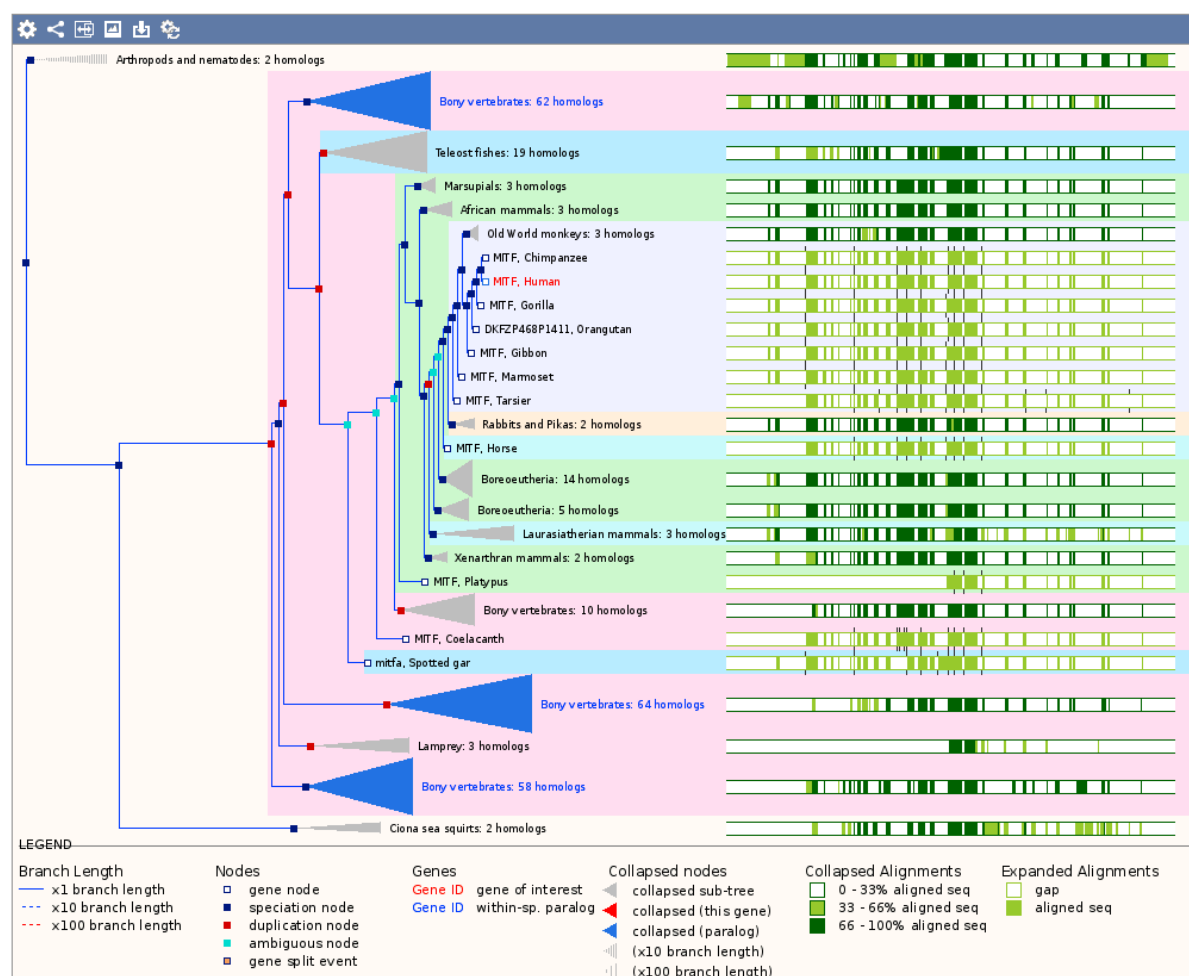 Arthropods and nematodes: 2 homologs
Bony vertebrates: 62 homologs
Teleost fishes: 19 homologs
Marsupials: 3 homologs
African mammals: 3 homologs
Old World monkeys: 3 homologs
MITF, Chimpanzee
MITF, Human
MITF, Gorilla
DKFZP468P1411, Orangutan
MITF, Gibbon
MITF, Marmoset
MITF, Tarsier
Rabbits and Pikas: 2 homologs
MITF, Horse
Boreoeutheria: 14 homologs
Boreoeutheria: 5 homologs
Laurasiatherian mammals: 3 homologs
Xenarthran mammals: 2 homologs
MITF, Platypus
Bony vertebrates: 10 homologs
MITF, Coelacanth
mitfa, Spotted gar
Bony vertebrates: 64 homologs
Lamprey: 3 homologs
Bony vertebrates: 58 homologs
Ciona sea squirts: 2 homologs
LEGEND
Branch Length
x1 branch length
x10 branch length
x100 branch length
Nodes
gene node
speciation node
duplication node
ambiguous node
gene split event
Genes
Gene ID gene of interest
Gene ID within-sp. paralog
Collapsed nodes
collapsed sub-tree
collapsed (this gene)
collapsed (paralog)
(x10 branch length)
(x100 branch length)
Collapsed Alignments
0 - 33% aligned seq
33 - 66% aligned seq
66 - 100% aligned seq
Expanded Alignments
gap
aligned seq